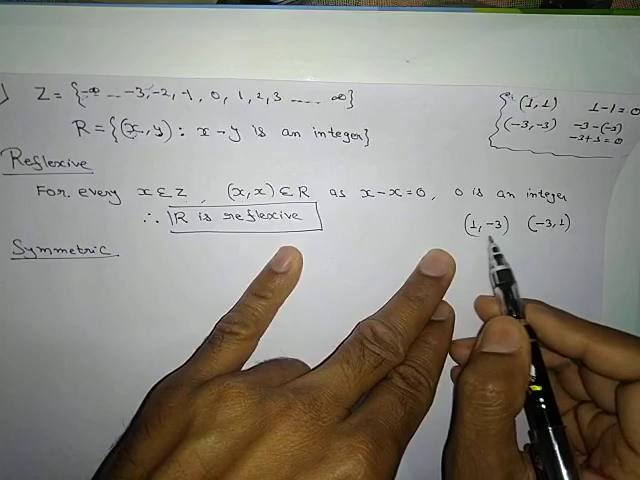 ) Z = {-∞ ... -3, -2, -1, 0, 1, 2, 3 .... ∞}
R = {(x, y) : x - y is an integer}
(1, 1) 1-1=0
(-3, -3) -3-(-3)
-3+3=0
Reflexive
For every x ∈ Z, (x, x) ∈ R as x-x=0, 0 is an integer
∴ R is reflexive
(1, -3) (-3, 1)
Symmetric